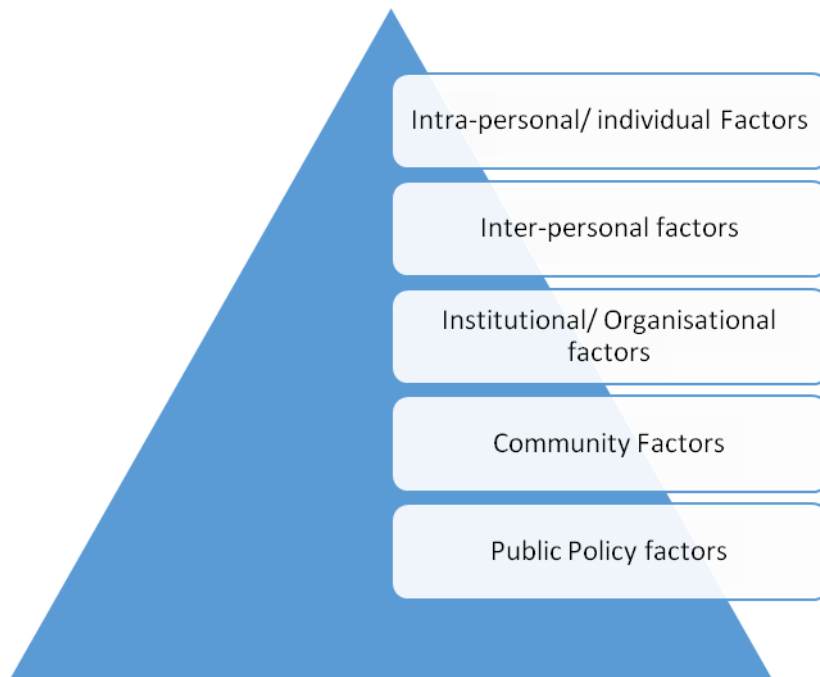 Intra-personal/ individual Factors
Inter-personal factors
Institutional/ Organisational
factors
Community Factors
Public Policy factors